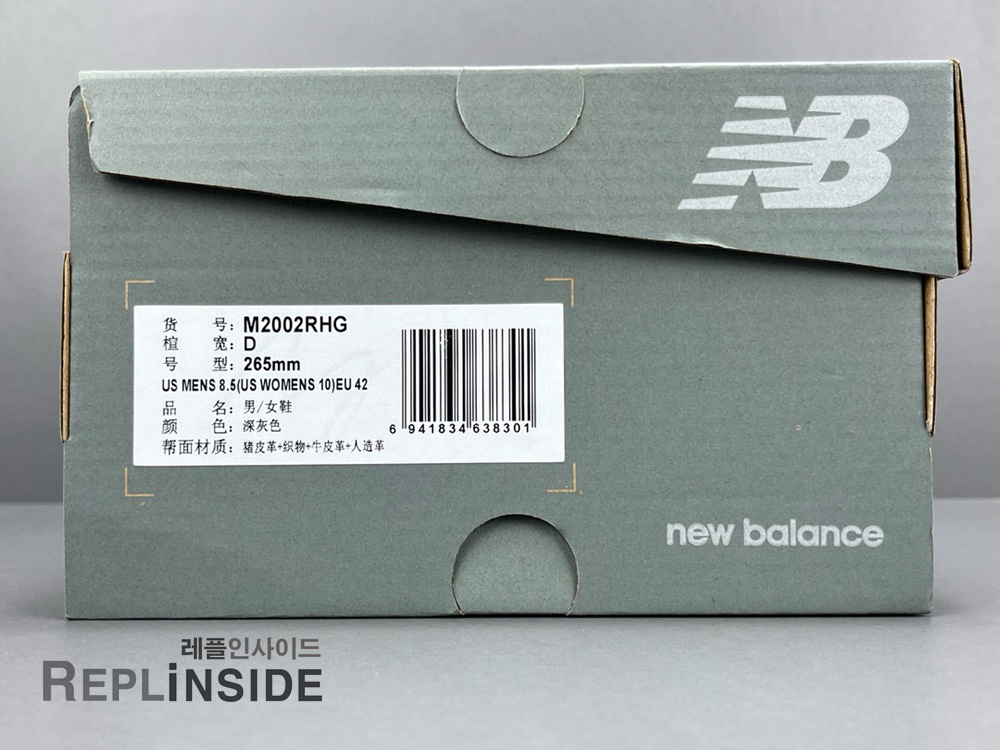 NB
货 号: M2002RHG
楦 宽: D
号 型: 265mm
US MENS 8.5(US WOMENS 10)EU 42
品 名: 男/女鞋
颜 色: 深灰色
帮面材质: 猪皮革+织物+牛皮革+人造革
6 941834 638301
new balance
레플인사이드
REPLiNSIDE